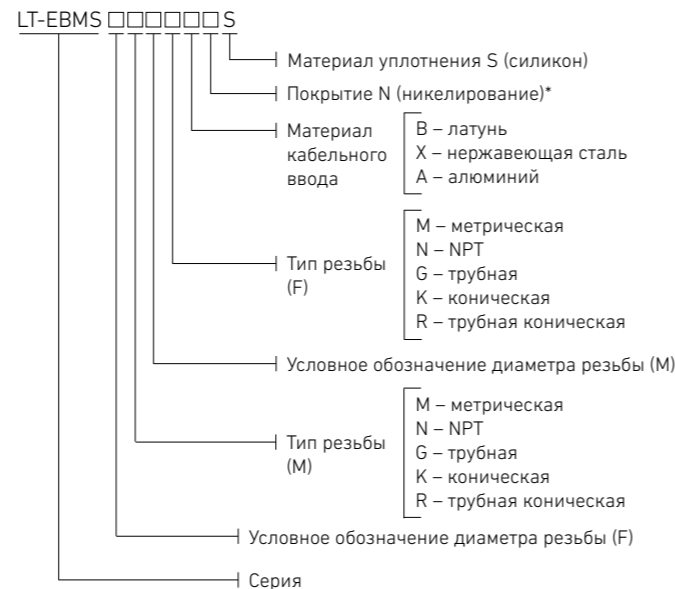 LT-EBMS □□□□□□ S
Материал уплотнения S (силикон)
Покрытие N (никелирование)*
Материал
кабельного
ввода
B – латунь
X – нержавеющая сталь
A – алюминий
Тип резьбы
(F)
M – метрическая
N – NPT
G – трубная
K – коническая
R – трубная коническая
Условное обозначение диаметра резьбы (M)
Тип резьбы
(M)
M – метрическая
N – NPT
G – трубная
K – коническая
R – трубная коническая
Условное обозначение диаметра резьбы (F)
Серия